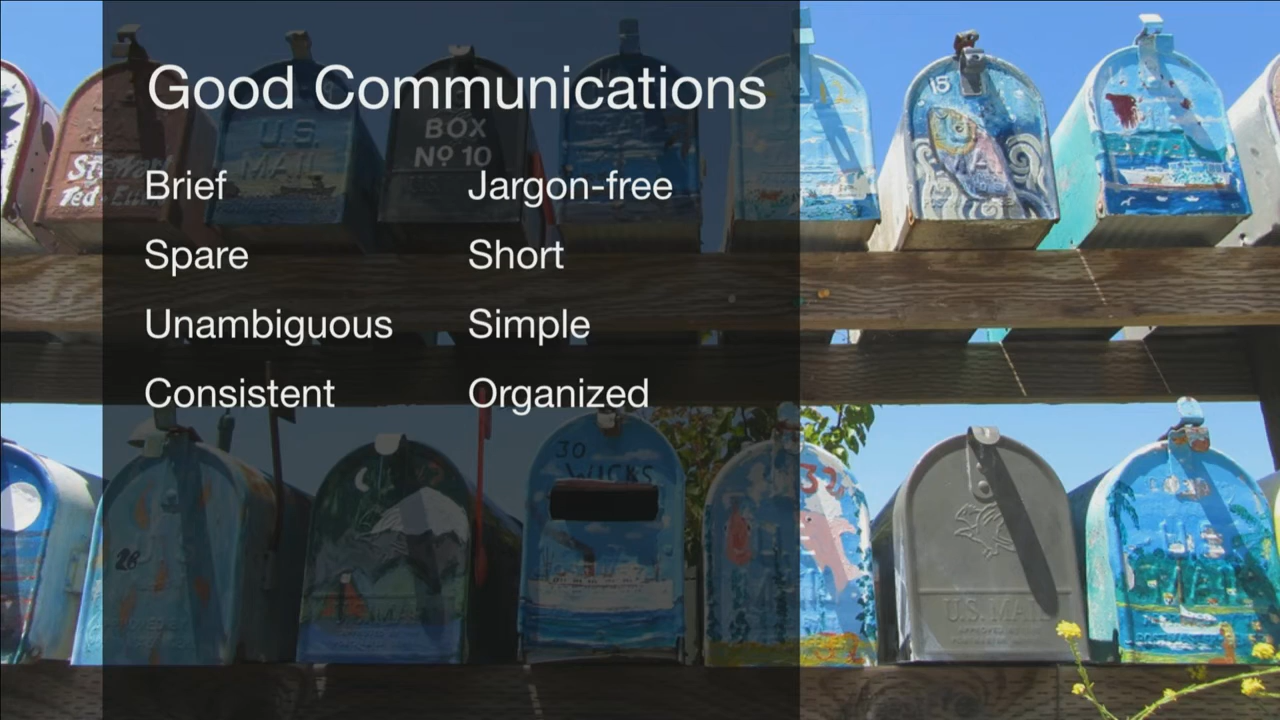 Good Communications
Brief
Spare
Unambiguous
Consistent
Jargon-free
Short
Simple
Organized
U.S.
MAIL
BOX
Nº 10
15
30
WICKS
28
U.S. MAIL